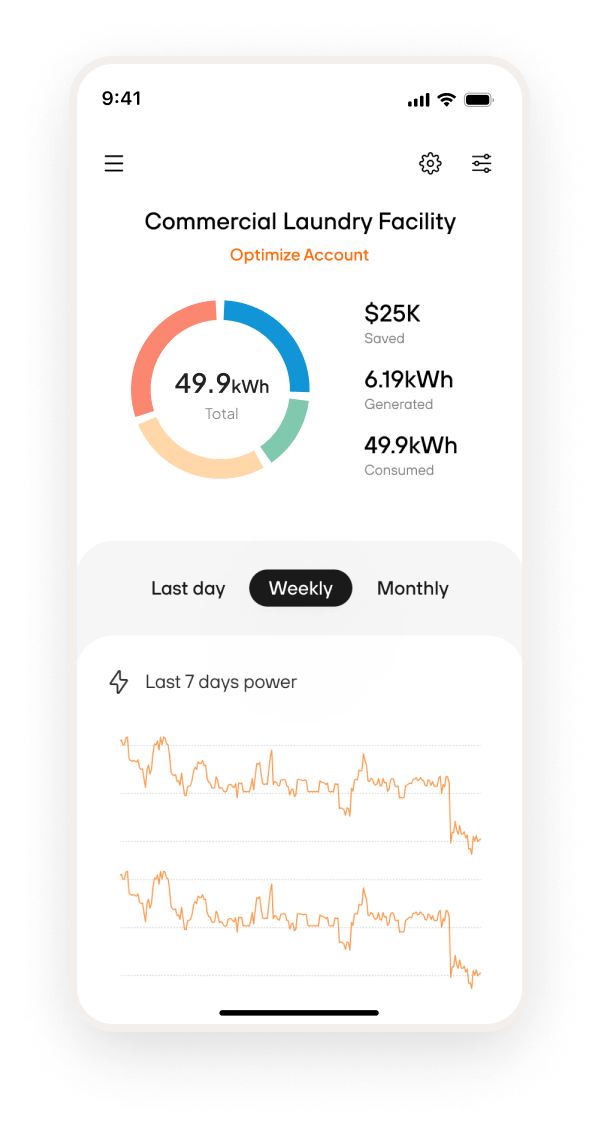 9:41
Commercial Laundry Facility
Optimize Account
49.9kWh
Total
$25K
Saved
6.19kWh
Generated
49.9kWh
Consumed
Last day Weekly Monthly
Last 7 days power